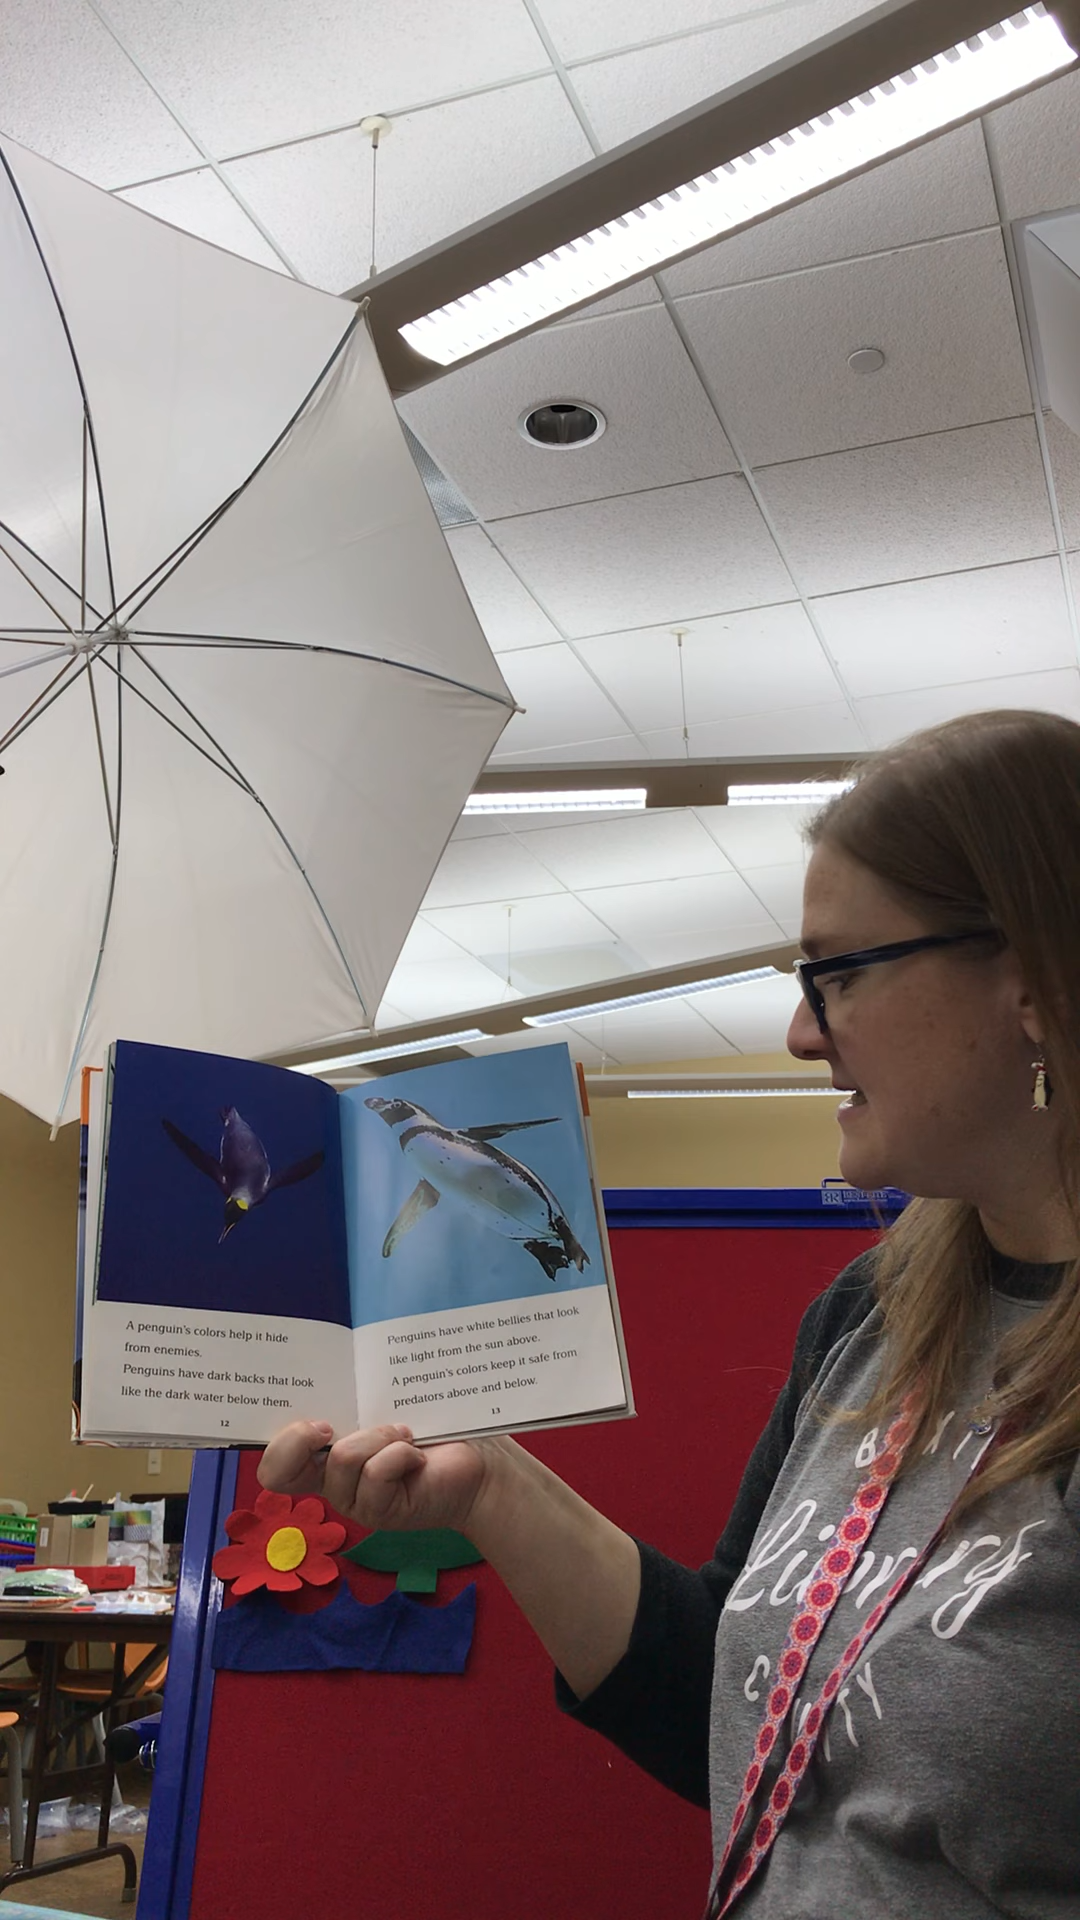 A penguin's colors help it hide
from enemies.
Penguins have dark backs that look
like the dark water below them.
12
Penguins have white bellies that look
like light from the sun above.
A penguin's colors keep it safe from
predators above and below.
13
library